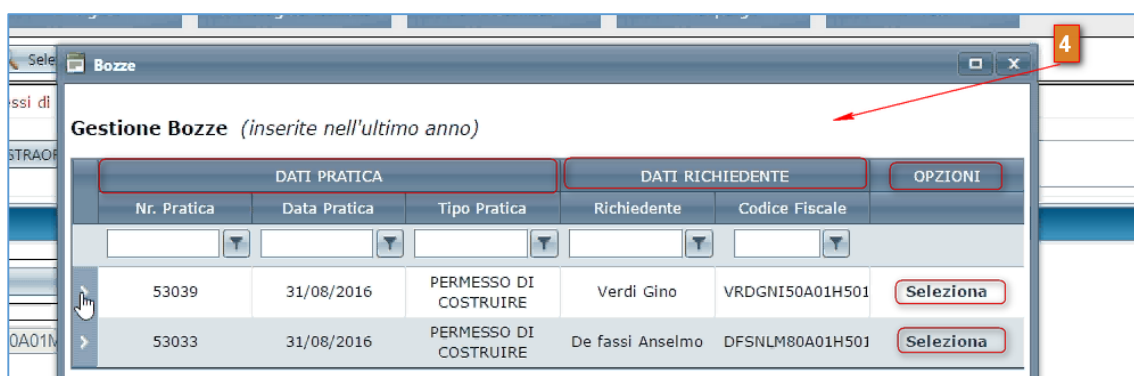 4
Sele
Bozze
ssi di
Gestione Bozze (inserite nell'ultimo anno)
STRAOR
DATI PRATICA DATI RICHIEDENTE OPZIONI
Nr. Pratica Data Pratica Tipo Pratica Richiedente Codice Fiscale
53039 31/08/2016 PERMESSO DI COSTRUIRE Verdi Gino VRDGNI50A01H501 Seleziona
0A01M
53033 31/08/2016 PERMESSO DI COSTRUIRE De fassi Anselmo DFSNLM80A01H501 Seleziona